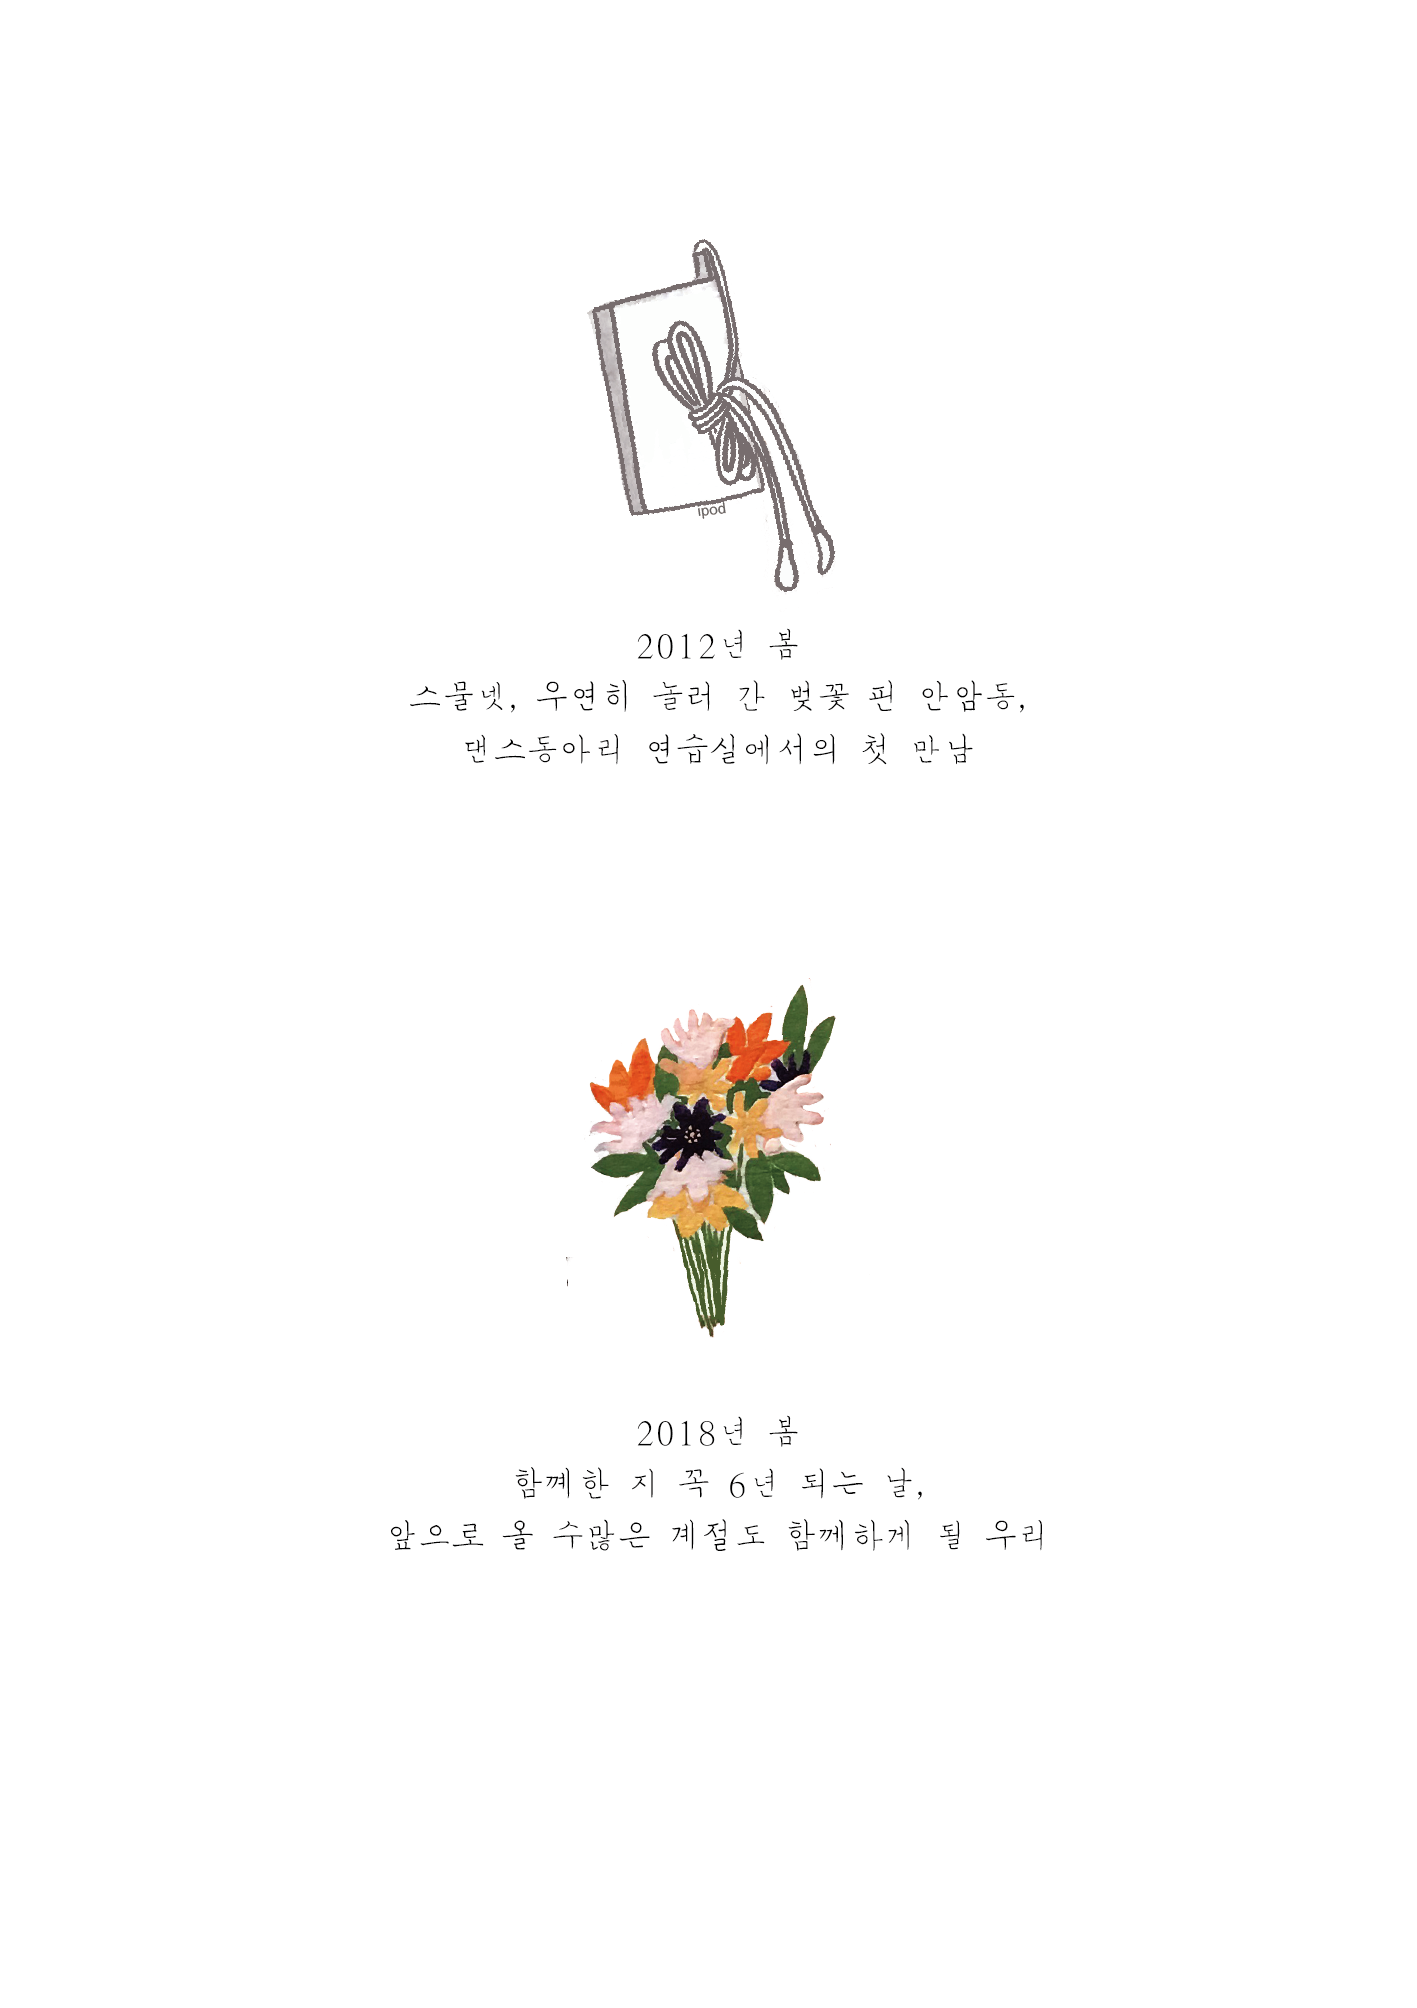 ipod
2012년 봄
스물넷, 우연히 놀러 간 벚꽃 핀 안암동,
댄스동아리 연습실에서의 첫 만남
2018년 봄
함께한 지 꼭 6년 되는 날,
앞으로 올 수많은 계절도 함께하게 될 우리